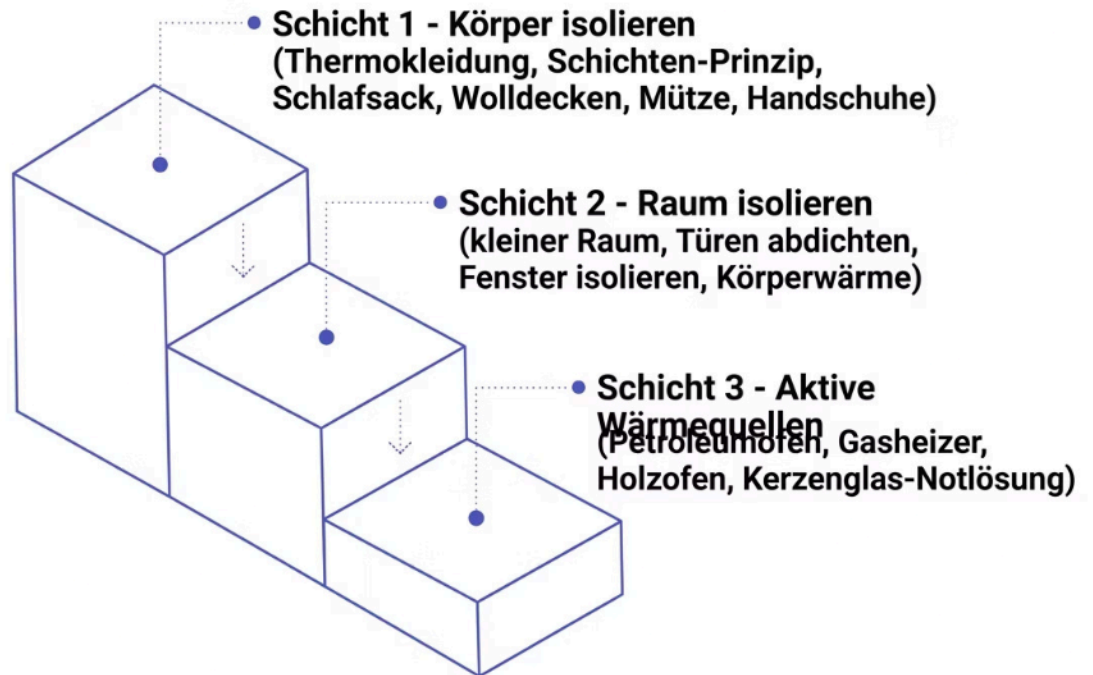 Schicht 1 - Körper isolieren
(Thermokleidung, Schichten-Prinzip,
Schlafsack, Wolldecken, Mütze, Handschuhe)
Schicht 2 - Raum isolieren
(kleiner Raum, Türen abdichten,
Fenster isolieren, Körperwärme)
Schicht 3 - Aktive
Wärmequellen
(Petroleumofen, Gasheizer,
Holzofen, Kerzenglas-Notlösung)